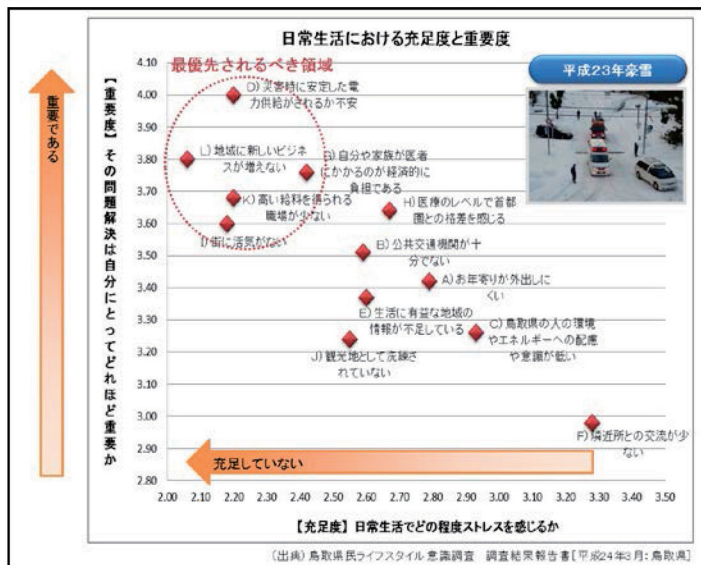 日常生活における充足度と重要度
最優先されるべき領域
平成23年豪雪
重要である
【重要度】その問題解決は自分にとってどれほど重要か
4.10
4.00
3.90
3.80
3.70
3.60
3.50
3.40
3.30
3.20
3.10
3.00
2.90
2.80
D)災害時に安定した電
力供給がされるか不安
L)地域に新しいビジネ
スが増えない
G)自分や家族が医者
にかかるのが経済的に
負担である
K)高い給料を得られる
職場が少ない
H)医療のレベルで首都
圏との格差を感じる
I)街に活気がない
B)公共交通機関が十
分でない
A)お年寄りが外出しに
くい
E)生活に有益な地域の
情報が不足している
C)鳥取県の人の環境
やエネルギーへの配慮
や意識が低い
J)観光地として洗練さ
れていない
F)隣近所との交流が少
ない
充足していない
2.00 2.10 2.20 2.30 2.40 2.50 2.60 2.70 2.80 2.90 3.00 3.10 3.20 3.30 3.40 3.50
【充足度】日常生活でどの程度ストレスを感じるか
(出典)鳥取県民ライフスタイル意識調査 調査結果報告書[平成24年3月:鳥取県]